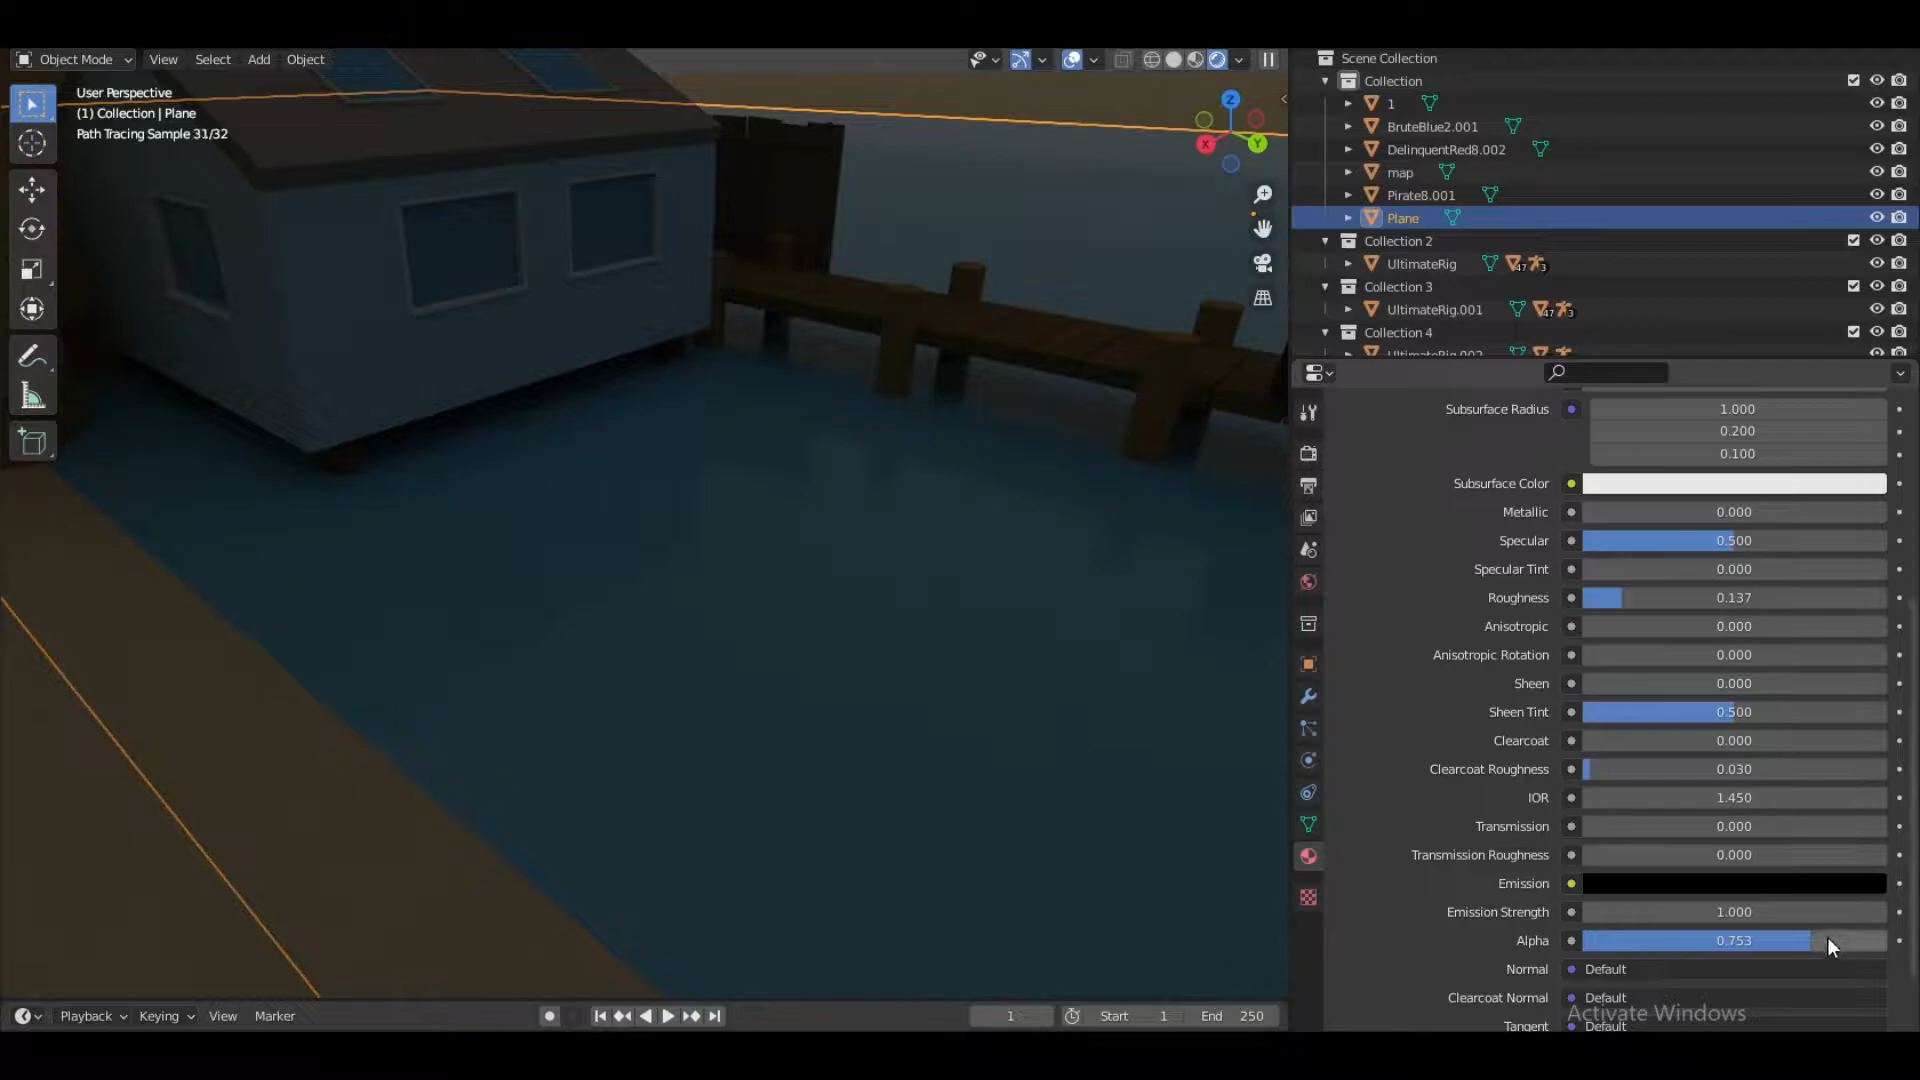 Object Mode View Select Add Object
User Perspective
(1) Collection | Plane
Path Tracing Sample 31/32
Z
X
Y
Scene Collection
Collection
1
BruteBlue2.001
DelinquentRed8.002
map
Pirate8.001
Plane
Collection 2
UltimateRig 47 3
Collection 3
UltimateRig.001 47 3
Collection 4
UltimateRig.002
Subsurface Radius 1.000
0.200
0.100
Subsurface Color
Metallic 0.000
Specular 0.500
Specular Tint 0.000
Roughness 0.137
Anisotropic 0.000
Anisotropic Rotation 0.000
Sheen 0.000
Sheen Tint 0.500
Clearcoat 0.000
Clearcoat Roughness 0.030
IOR 1.450
Transmission 0.000
Transmission Roughness 0.000
Emission
Emission Strength 1.000
Alpha 0.753
Normal Default
Clearcoat Normal Default
Activate Windows
Tangent Default
Playback Keying View Marker 1 Start 1 End 250